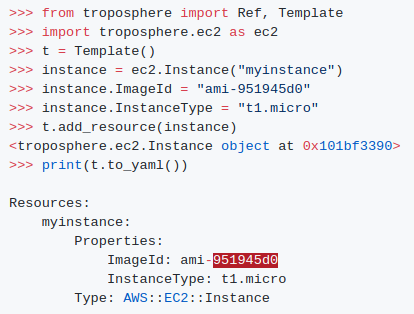 >>> from troposphere import Ref, Template
>>> import troposphere.ec2 as ec2
>>> t = Template()
>>> instance = ec2.Instance("myinstance")
>>> instance.ImageId = "ami-951945d0"
>>> instance.InstanceType = "t1.micro"
>>> t.add_resource(instance)
<troposphere.ec2.Instance object at 0x101bf3390>
>>> print(t.to_yaml())

Resources:
    myinstance:
        Properties:
            ImageId: ami-951945d0
            InstanceType: t1.micro
        Type: AWS::EC2::Instance